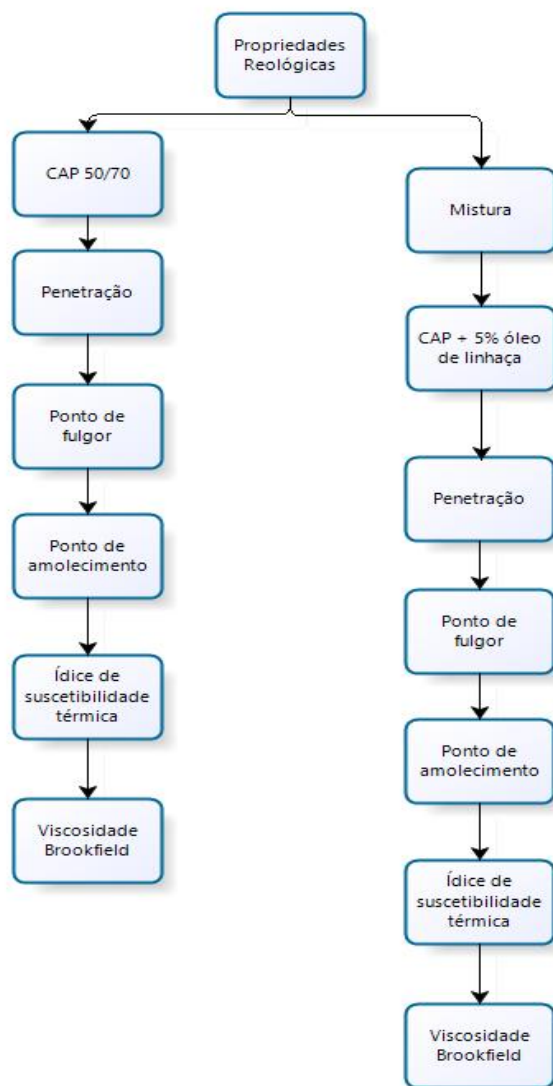 Propriedades
Reológicas
CAP 50/70
Penetração
Ponto de
fulgor
Ponto de
amolecimento
Ídice de
suscetibilidade
térmica
Viscosidade
Brookfield
Mistura
CAP + 5% óleo
de linhaça
Penetração
Ponto de
fulgor
Ponto de
amolecimento
Ídice de
suscetibilidade
térmica
Viscosidade
Brookfield